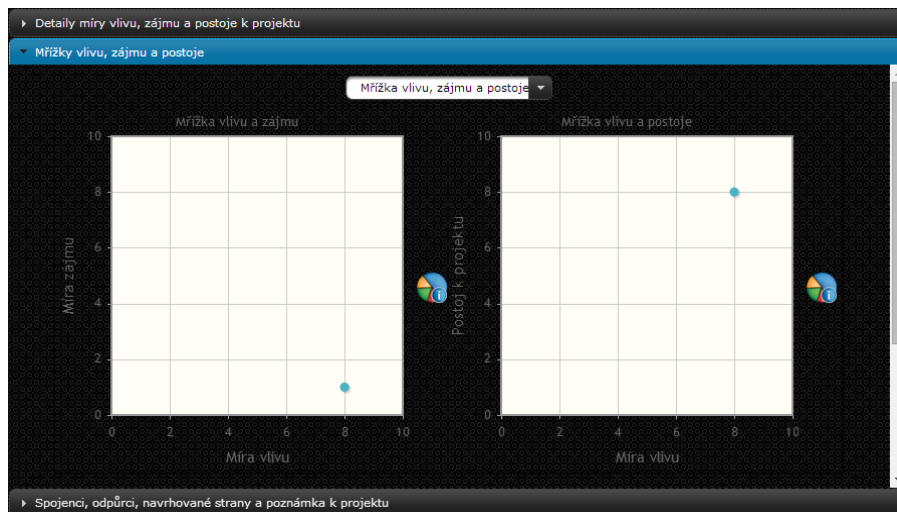 Detaily míry vlivu, zájmu a postoje k projektu
Mřížky vlivu, zájmu a postoje
Mřížka vlivu, zájmu a postoje
Mřížka vlivu a zájmu
10
8
6
4
2
0
Míra zájmu
0 2 4 6 8 10
Míra vlivu
Mřížka vlivu a postoje
10
8
6
4
2
0
Postoj k projektu
0 2 4 6 8 10
Míra vlivu
Spojenci, odpůrci, navrhované strany a poznámka k projektu